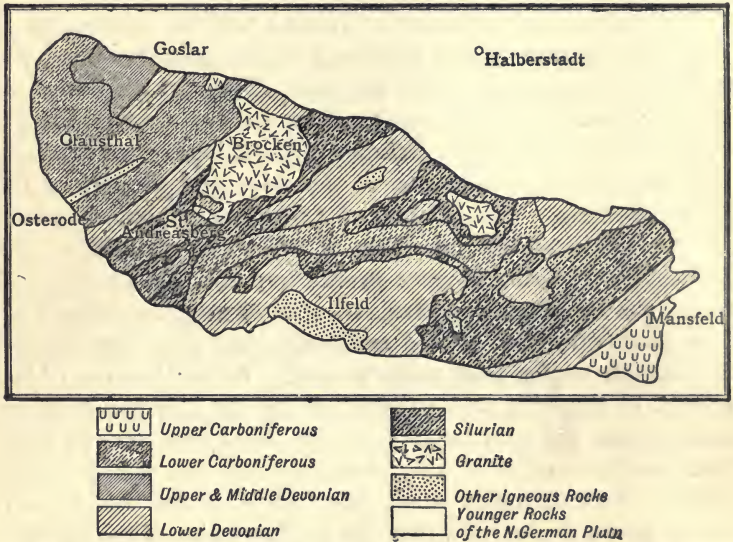 Goslar
Halberstadt
Clausthal
Brocken
Osterode
St
Andreasberg
Ilfeld
Mansfeld
Upper Carboniferous
Lower Carboniferous
Upper & Middle Devonian
Lower Devonian
Silurian
Granite
Other Igneous Rocks
Younger Rocks
of the N.German Plain